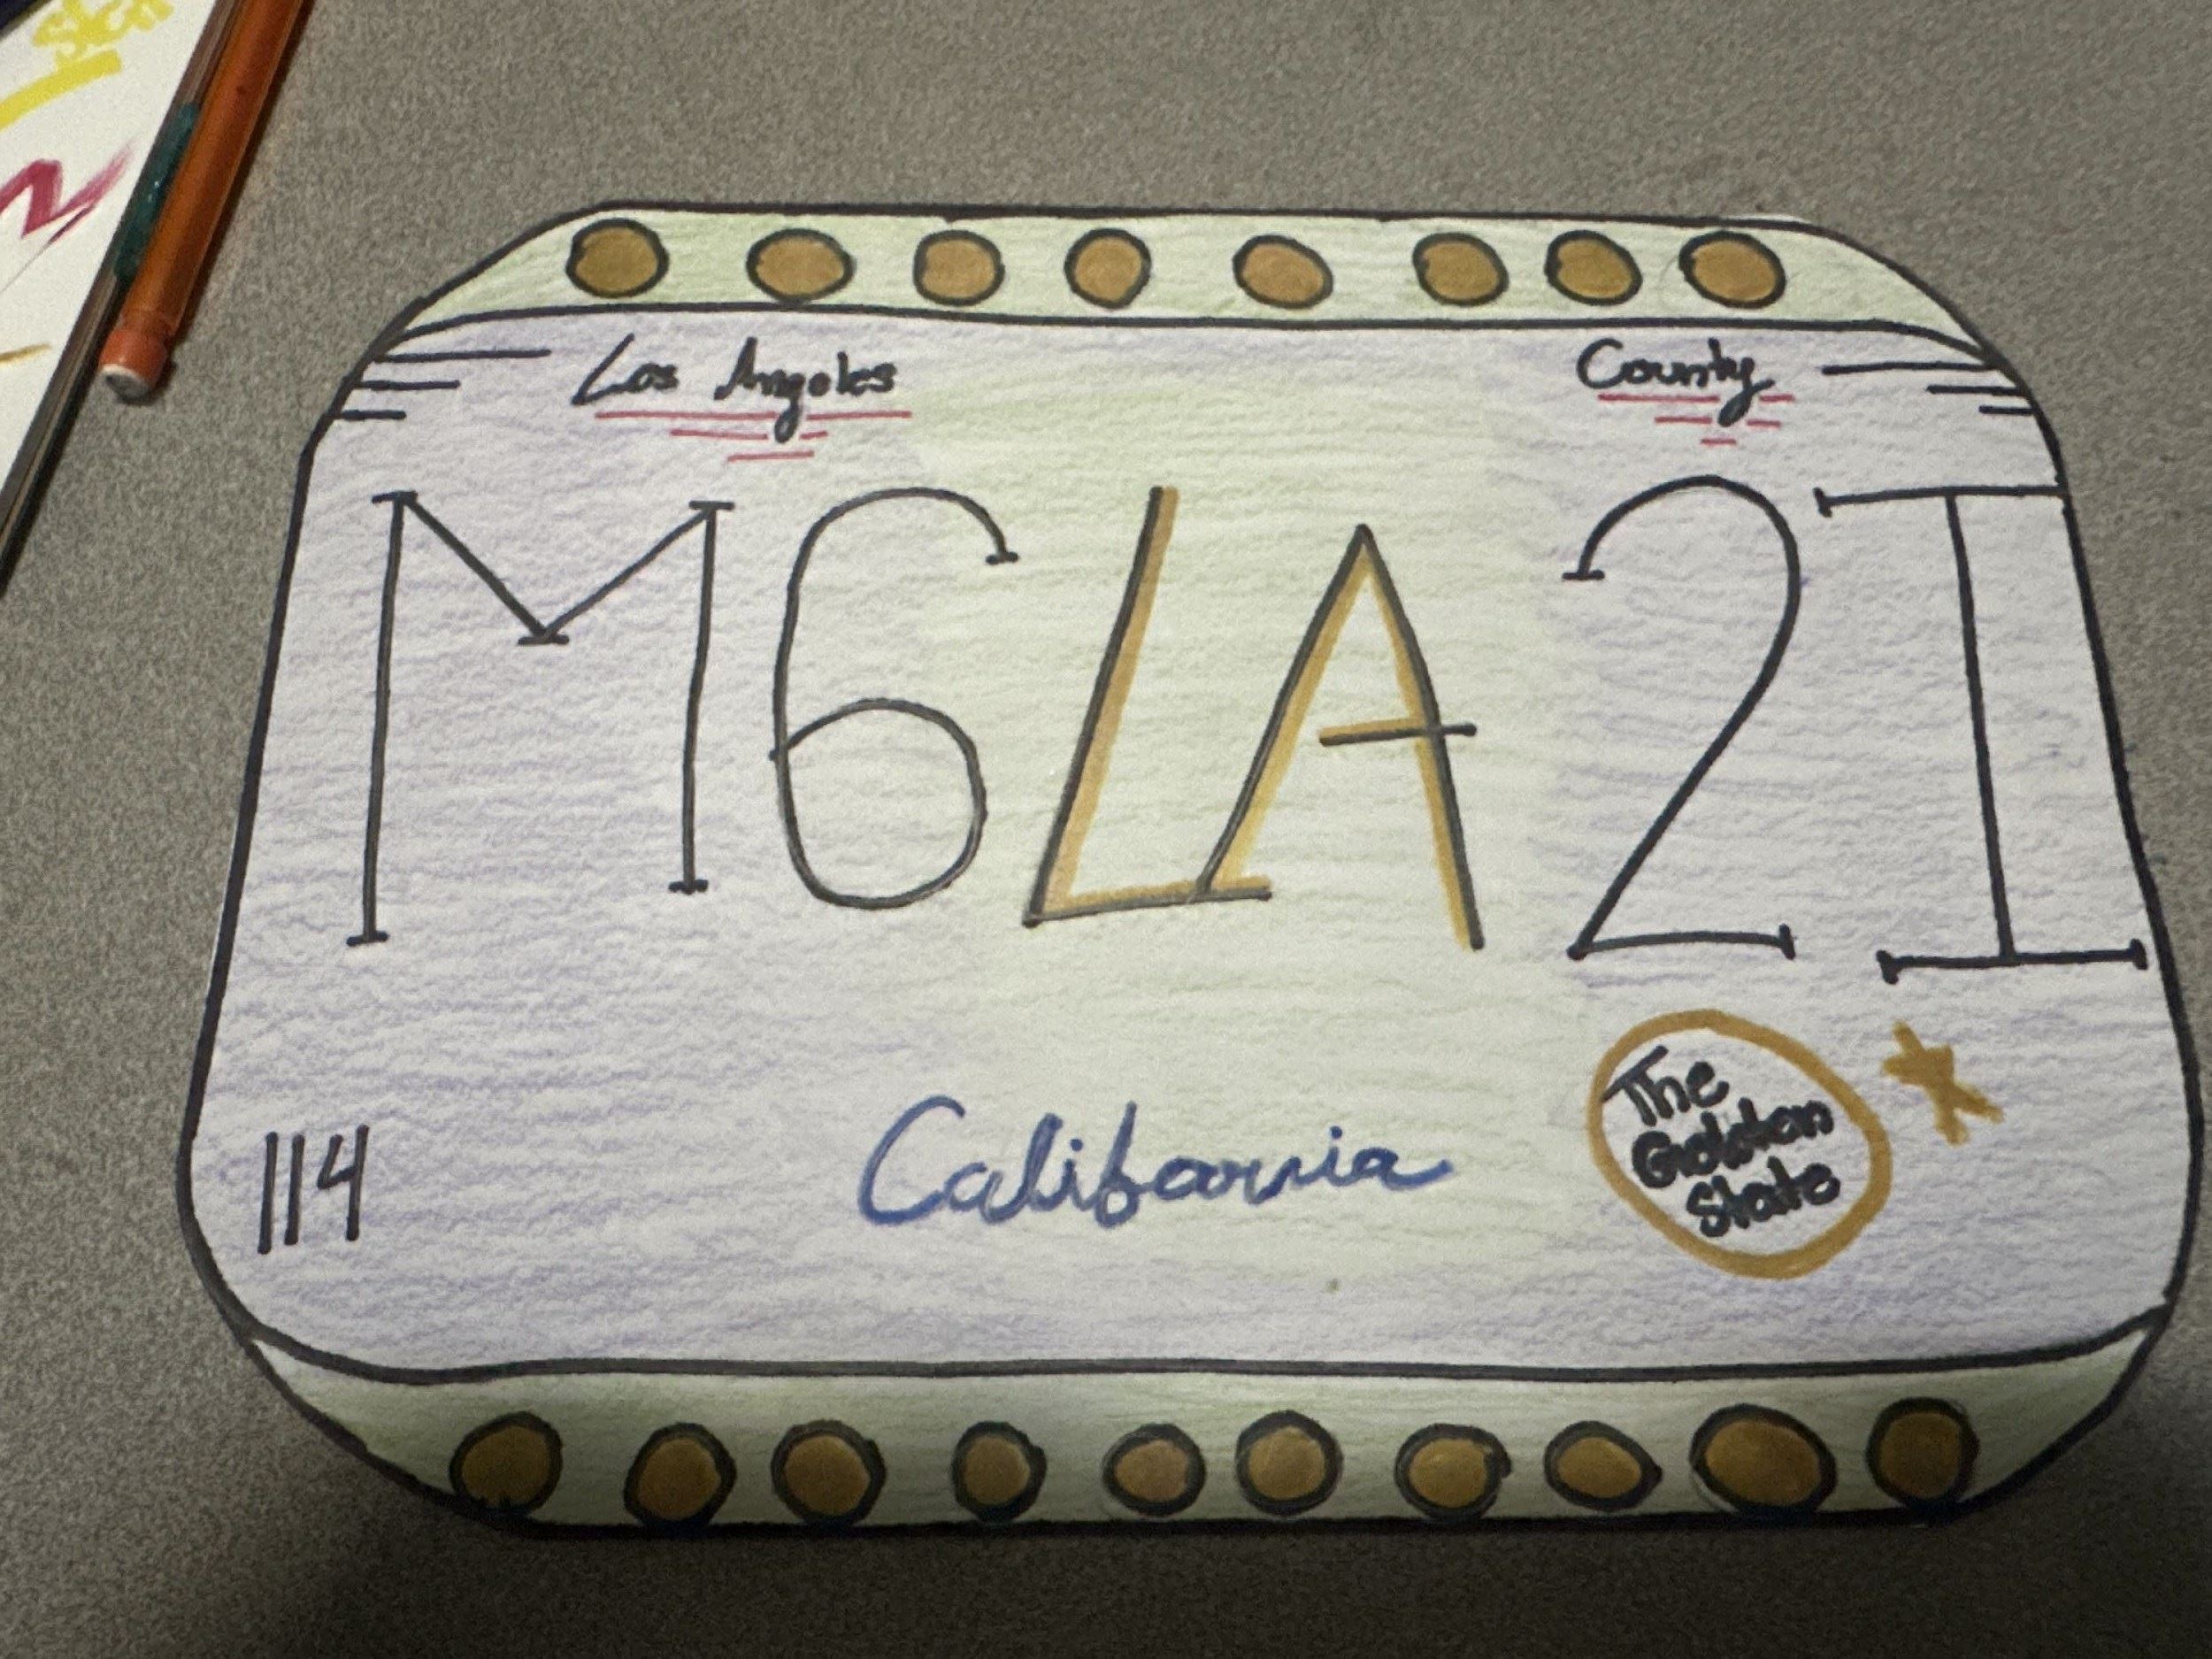 Los Angeles County
M6LA2I
The
Golden
State
114
California